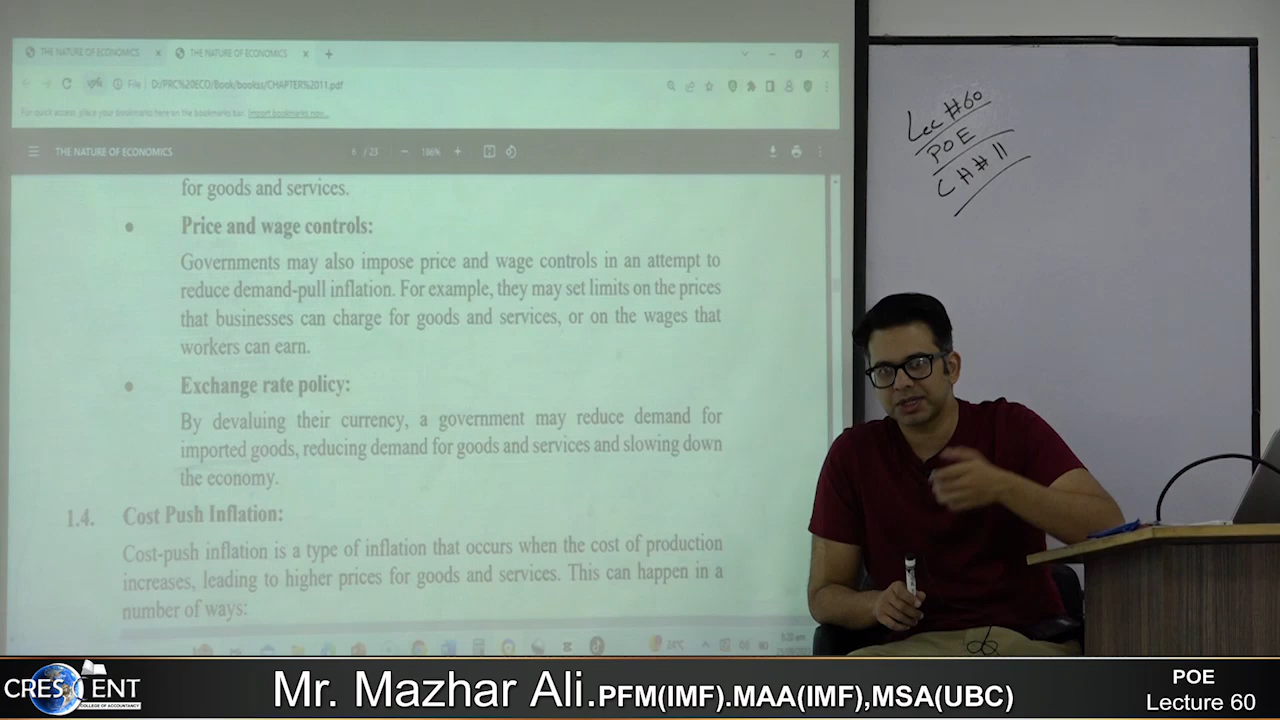 THE NATURE OF ECONOMICS × THE NATURE OF ECONOMICS × +
File D:/PRC%20ECO/Book/bookss/CHAPTER%2011.pdf
For quick access, place your bookmarks here on the bookmarks bar. Import bookmarks now...
THE NATURE OF ECONOMICS 6 / 23 − 186% +
for goods and services.
• Price and wage controls:
Governments may also impose price and wage controls in an attempt to
reduce demand-pull inflation. For example, they may set limits on the prices
that businesses can charge for goods and services, or on the wages that
workers can earn.
• Exchange rate policy:
By devaluing their currency, a government may reduce demand for
imported goods, reducing demand for goods and services and slowing down
the economy.
1.4. Cost Push Inflation:
Cost-push inflation is a type of inflation that occurs when the cost of production
increases, leading to higher prices for goods and services. This can happen in a
number of ways:
Lec #60
POE
CH # 11
CRESCENT
COLLEGE OF ACCOUNTANCY
Mr. Mazhar Ali.PFM(IMF).MAA(IMF),MSA(UBC)
POE
Lecture 60